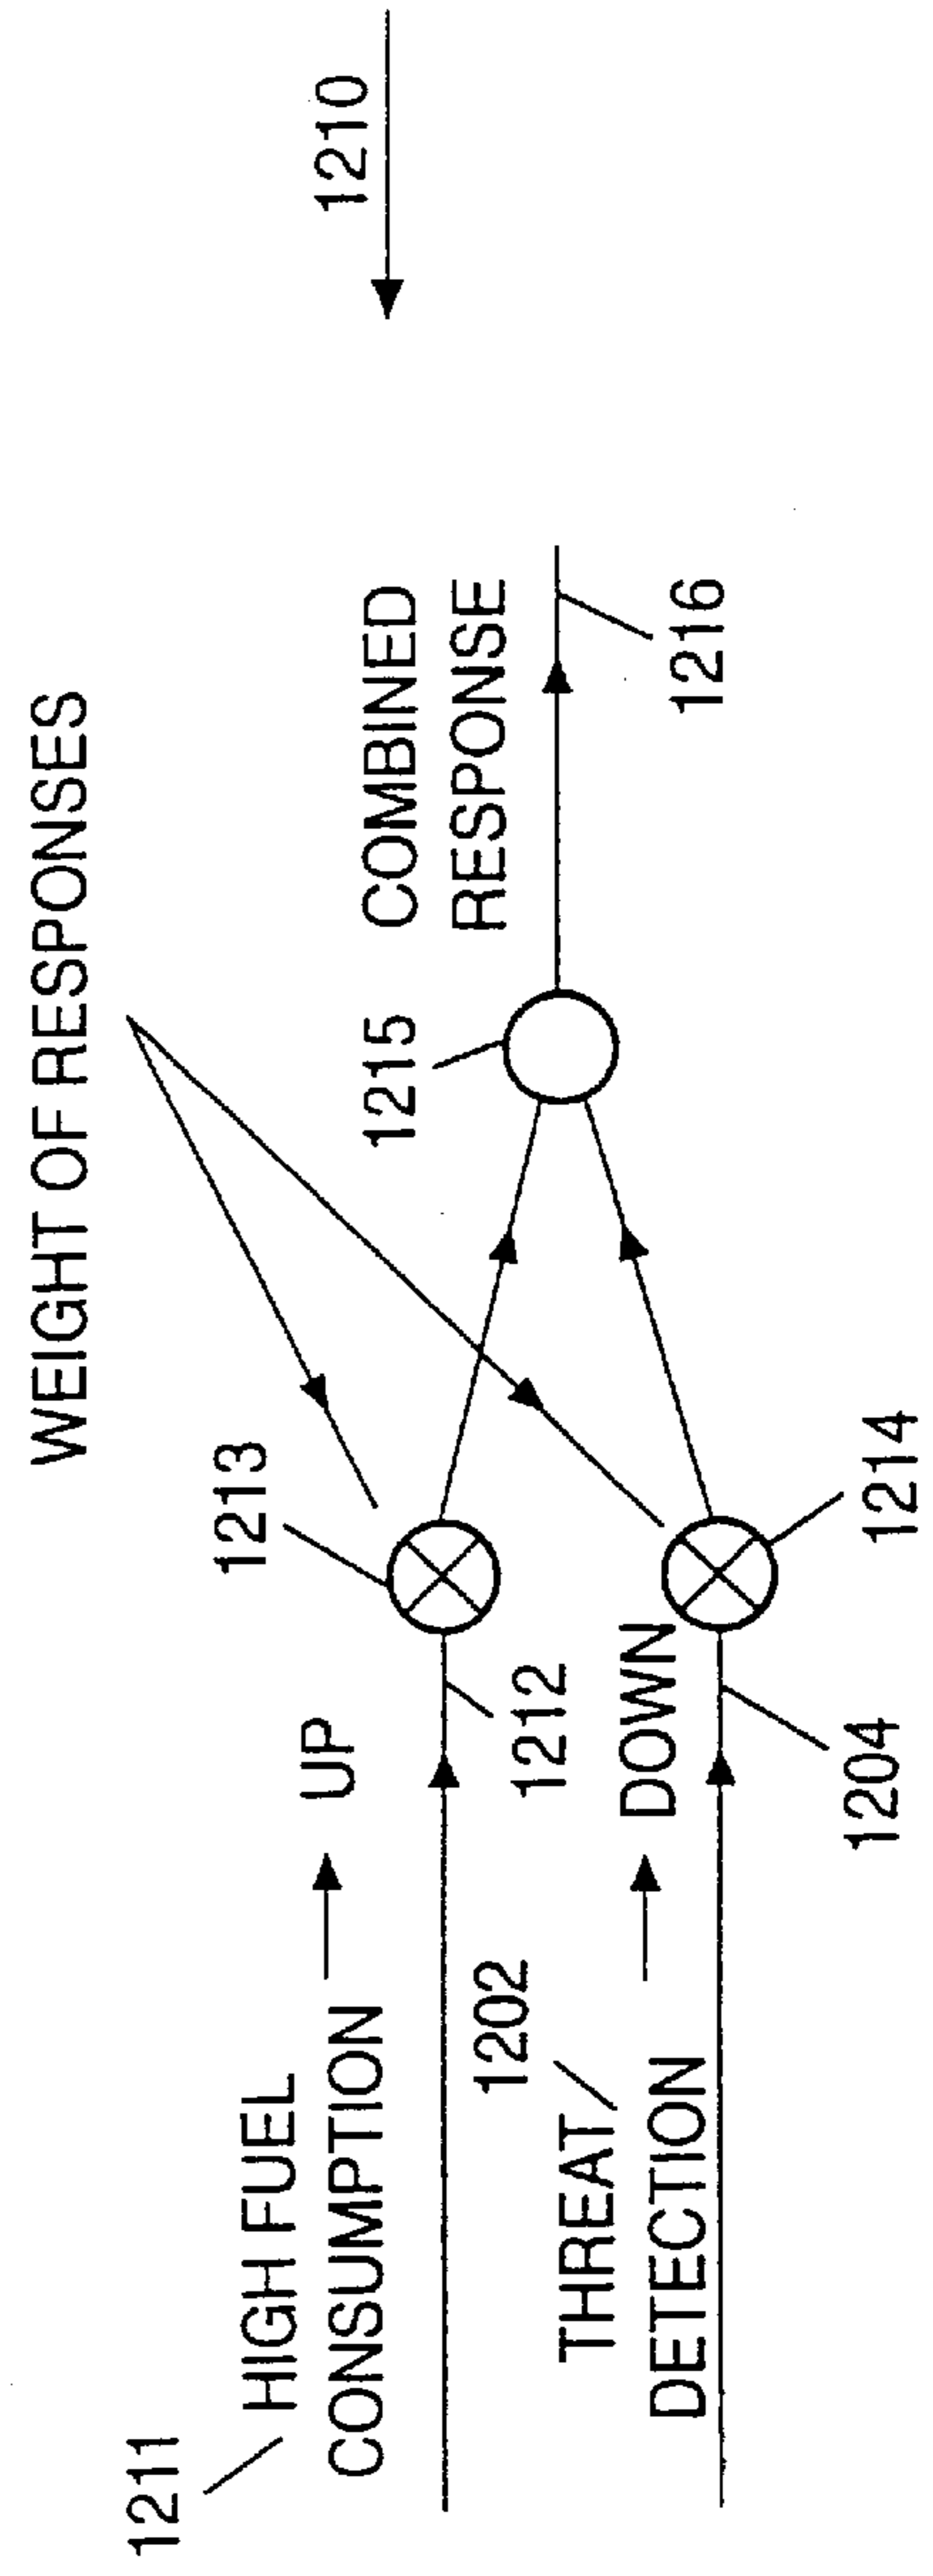 WEIGHT OF RESPONSES
1210
1211
HIGH FUEL
CONSUMPTION
UP
1213
1212
1215
COMBINED
RESPONSE
1216
1202
THREAT
DETECTION
DOWN
1204
1214